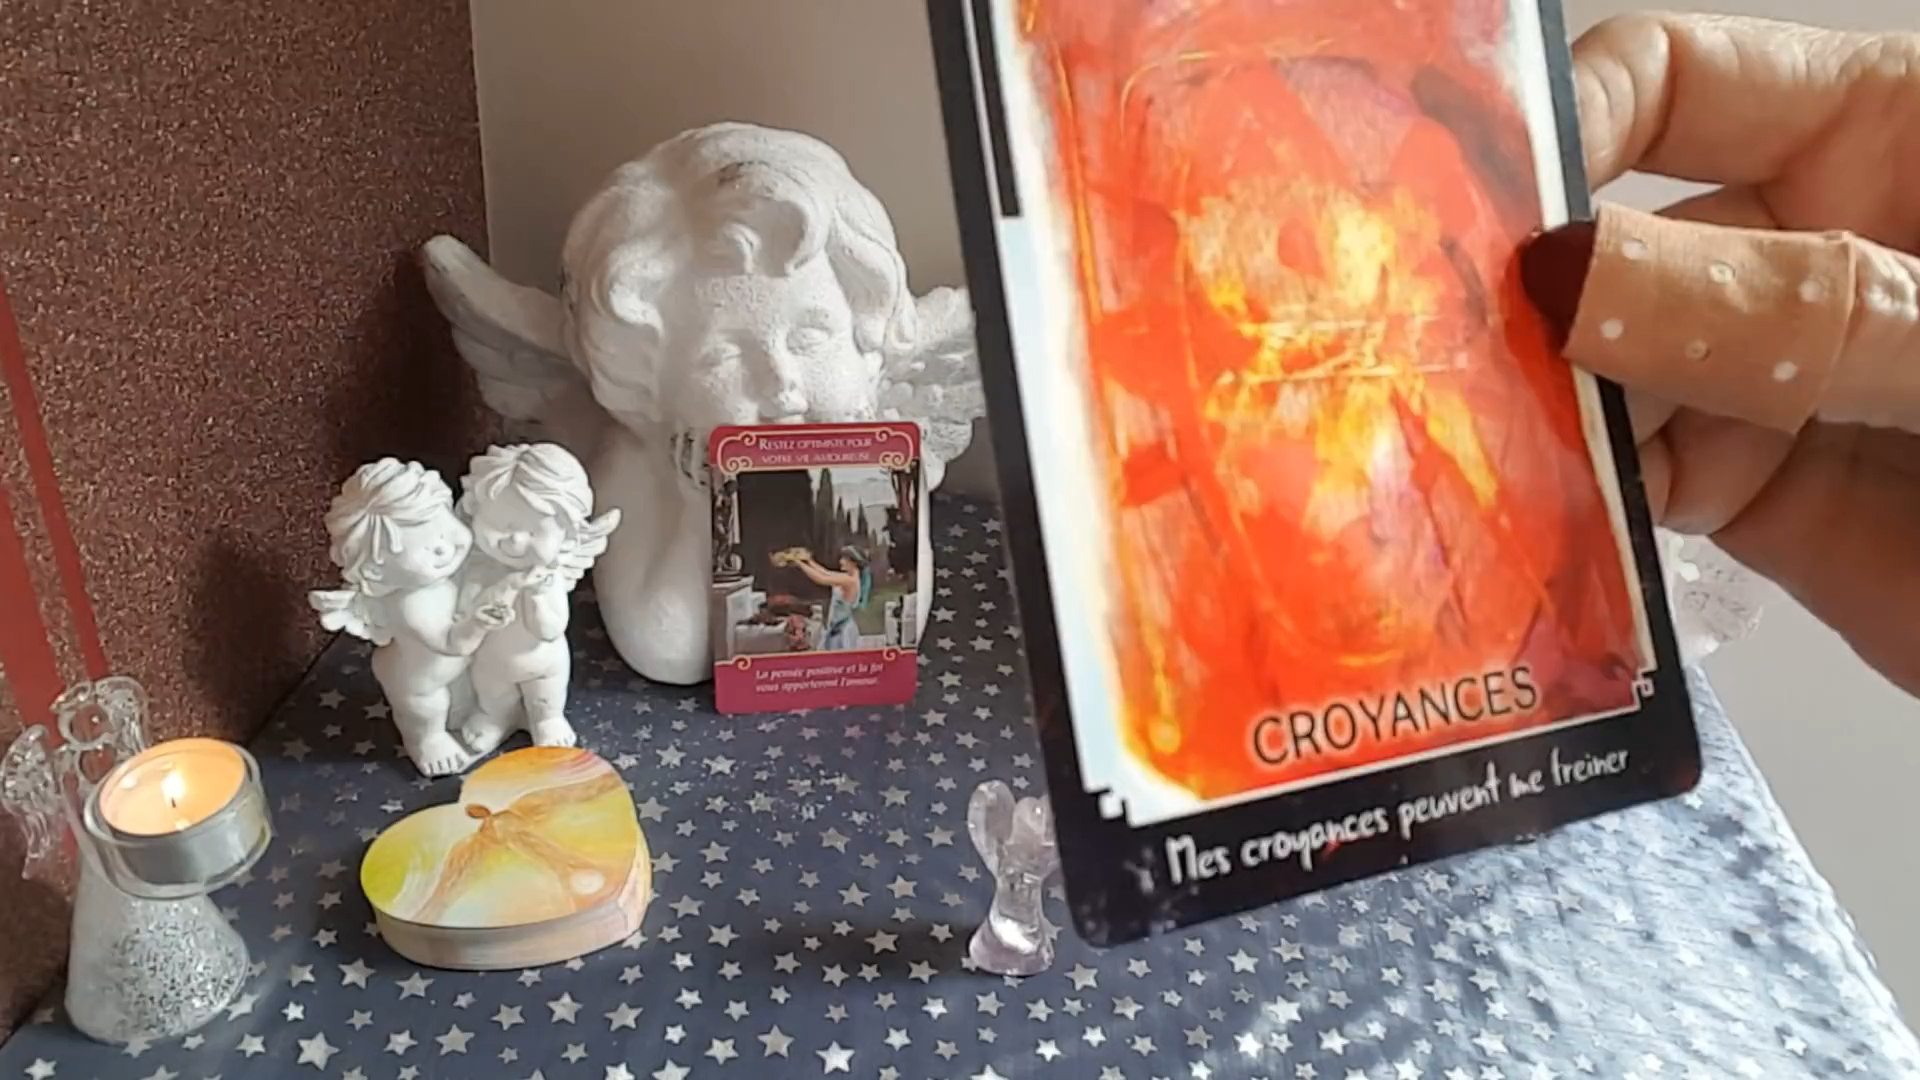 RESTEZ OPTIMISTE POUR
VOTRE VIE AMOUREUSE
La pensée positive et la foi
vous apporteront l'amour.
CROYANCES
Mes croyances peuvent me freiner